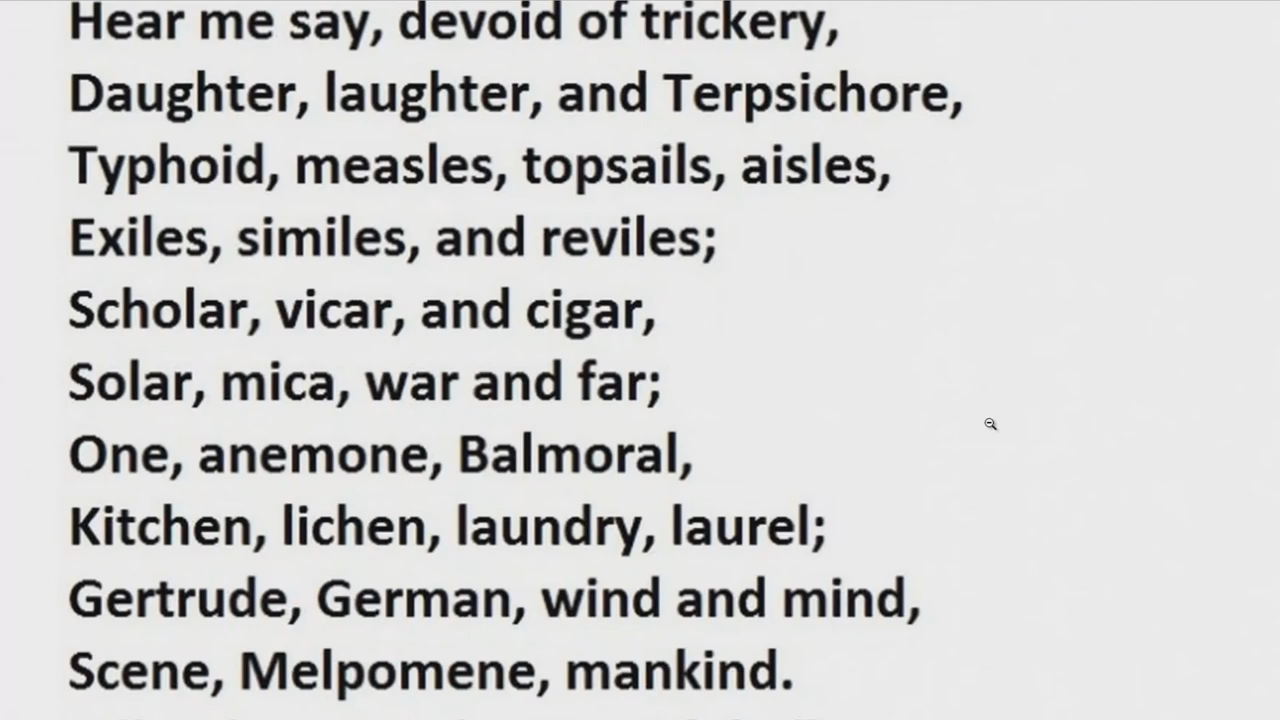 Hear me say, devoid of trickery,
Daughter, laughter, and Terpsichore,
Typhoid, measles, topsails, aisles,
Exiles, similes, and reviles;
Scholar, vicar, and cigar,
Solar, mica, war and far;
One, anemone, Balmoral,
Kitchen, lichen, laundry, laurel;
Gertrude, German, wind and mind,
Scene, Melpomene, mankind.